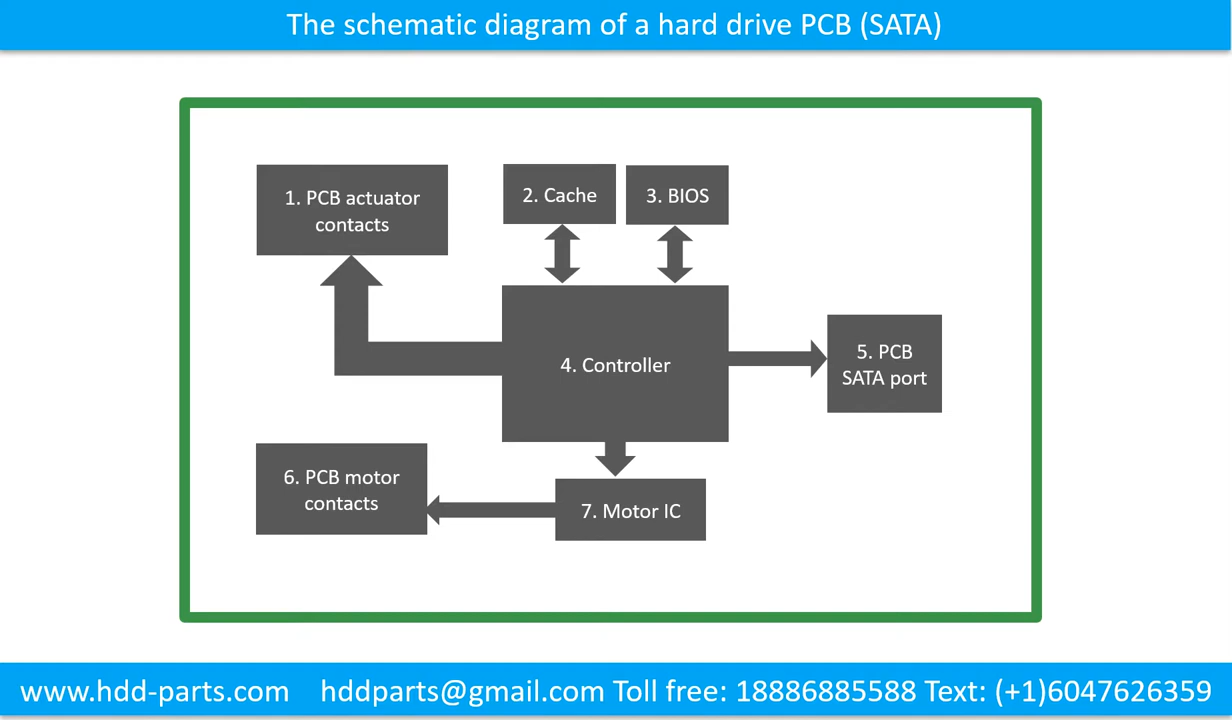 The schematic diagram of a hard drive PCB (SATA)
1. PCB actuator
contacts
2. Cache
3. BIOS
4. Controller
5. PCB
SATA port
6. PCB motor
contacts
7. Motor IC
www.hdd-parts.com hddparts@gmail.com Toll free: 18886885588 Text: (+1)6047626359